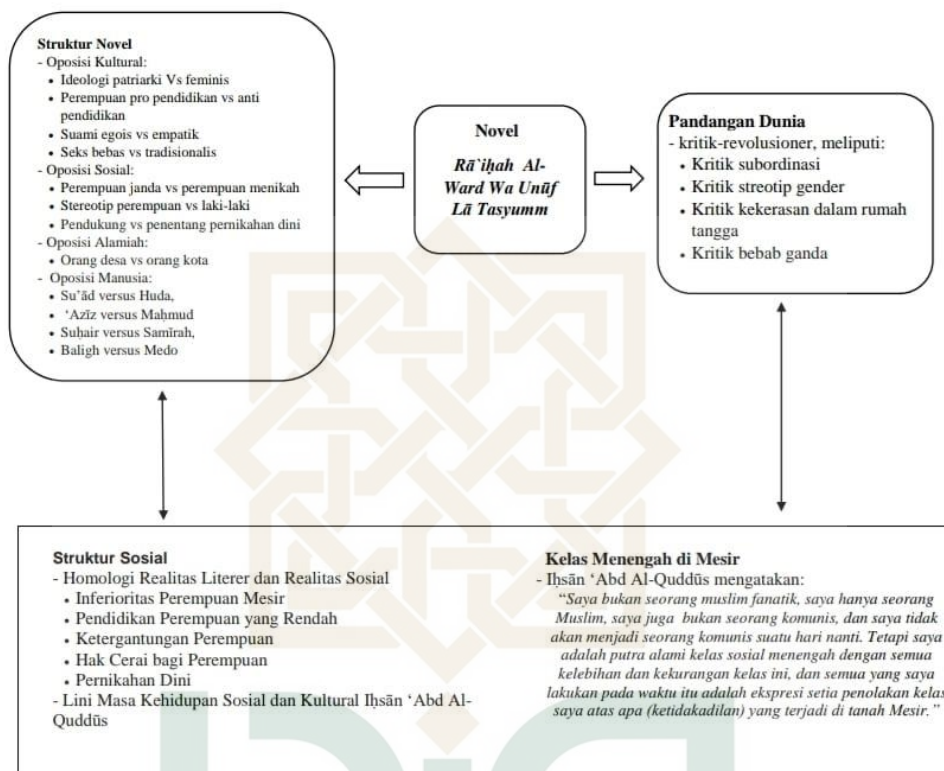 Struktur Novel
- Oposisi Kultural:
• Ideologi patriarki Vs feminis
• Perempuan pro pendidikan vs anti
pendidikan
• Suami egois vs empatik
• Seks bebas vs tradisionalis
- Oposisi Sosial:
• Perempuan janda vs perempuan menikah
• Stereotip perempuan vs laki-laki
• Pendukung vs penentang pernikahan dini
- Oposisi Alamiah:
• Orang desa vs orang kota
- Oposisi Manusia:
• Su’ād versus Huda,
• ‘Azīz versus Maḥmud
• Suḥair versus Samīrah,
• Baligh versus Medo
Novel
Rā`iḥah Al-
Ward Wa Unūf
Lā Tasyumm
Pandangan Dunia
- kritik-revolusioner, meliputi:
• Kritik subordinasi
• Kritik streotip gender
• Kritik kekerasan dalam rumah
tangga
• Kritik bebab ganda
Struktur Sosial
- Homologi Realitas Literer dan Realitas Sosial
• Inferioritas Perempuan Mesir
• Pendidikan Perempuan yang Rendah
• Ketergantungan Perempuan
• Hak Cerai bagi Perempuan
• Pernikahan Dini
- Lini Masa Kehidupan Sosial dan Kultural Iḥsān ‘Abd Al-
Quddūs
Kelas Menengah di Mesir
- Iḥsān ‘Abd Al-Quddūs mengatakan:
“Saya bukan seorang muslim fanatik, saya hanya seorang
Muslim, saya juga bukan seorang komunis, dan saya tidak
akan menjadi seorang komunis suatu hari nanti. Tetapi saya
adalah putra alami kelas sosial menengah dengan semua
kelebihan dan kekurangan kelas ini, dan semua yang saya
lakukan pada waktu itu adalah ekspresi setia penolakan kelas
saya atas apa (ketidakadilan) yang terjadi di tanah Mesir.”